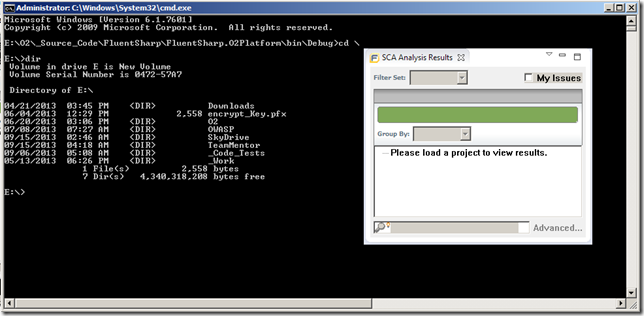 Administrator: C:\Windows\System32\cmd.exe
Microsoft Windows [Version 6.1.7601]
Copyright (c) 2009 Microsoft Corporation.  All rights reserved.
E:\O2\_Source_Code\FluentSharp\FluentSharp.O2Platform\bin\Debug>cd \
E:\>dir
Volume in drive E is New Volume
Volume Serial Number is 0472-57A7
Directory of E:\
04/21/2013  03:45 PM    <DIR>          Downloads
06/04/2013  12:29 PM             2,558 encrypt_Key.pfx
06/20/2013  03:06 PM    <DIR>          O2
07/08/2013  07:27 AM    <DIR>          OWASP
09/15/2013  02:46 AM    <DIR>          SkyDrive
09/15/2013  04:18 AM    <DIR>          TeamMentor
09/06/2013  05:08 AM    <DIR>          _Code_Tests
05/13/2013  06:26 PM    <DIR>          _Work
1 File(s)          2,558 bytes
7 Dir(s)   4,340,318,208 bytes free
E:\>
SCA Analysis Results
Filter Set:
My Issues
Group By:
Please load a project to view results.
Advanced...